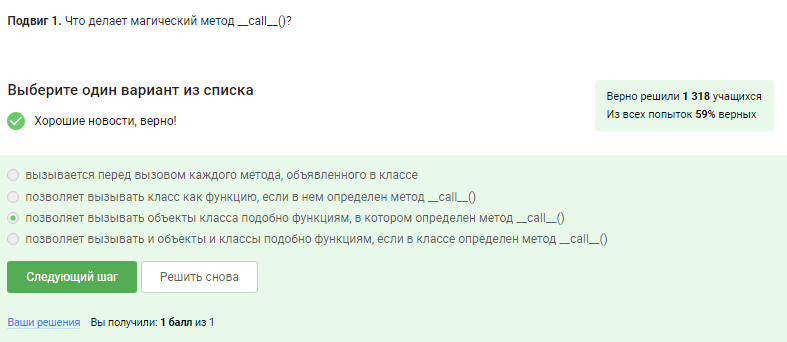 Подвиг 1. Что делает магический метод __call__()?
Выберите один вариант из списка
Верно решили 1 318 учащихся
Из всех попыток 59% верных
Хорошие новости, верно!
вызывается перед вызовом каждого метода, объявленного в классе
позволяет вызывать класс как функцию, если в нем определен метод __call__()
позволяет вызывать объекты класса подобно функциям, в котором определен метод __call__()
позволяет вызывать и объекты и классы подобно функциям, если в классе определен метод __call__()
Следующий шаг
Решить снова
Ваши решения Вы получили: 1 балл из 1